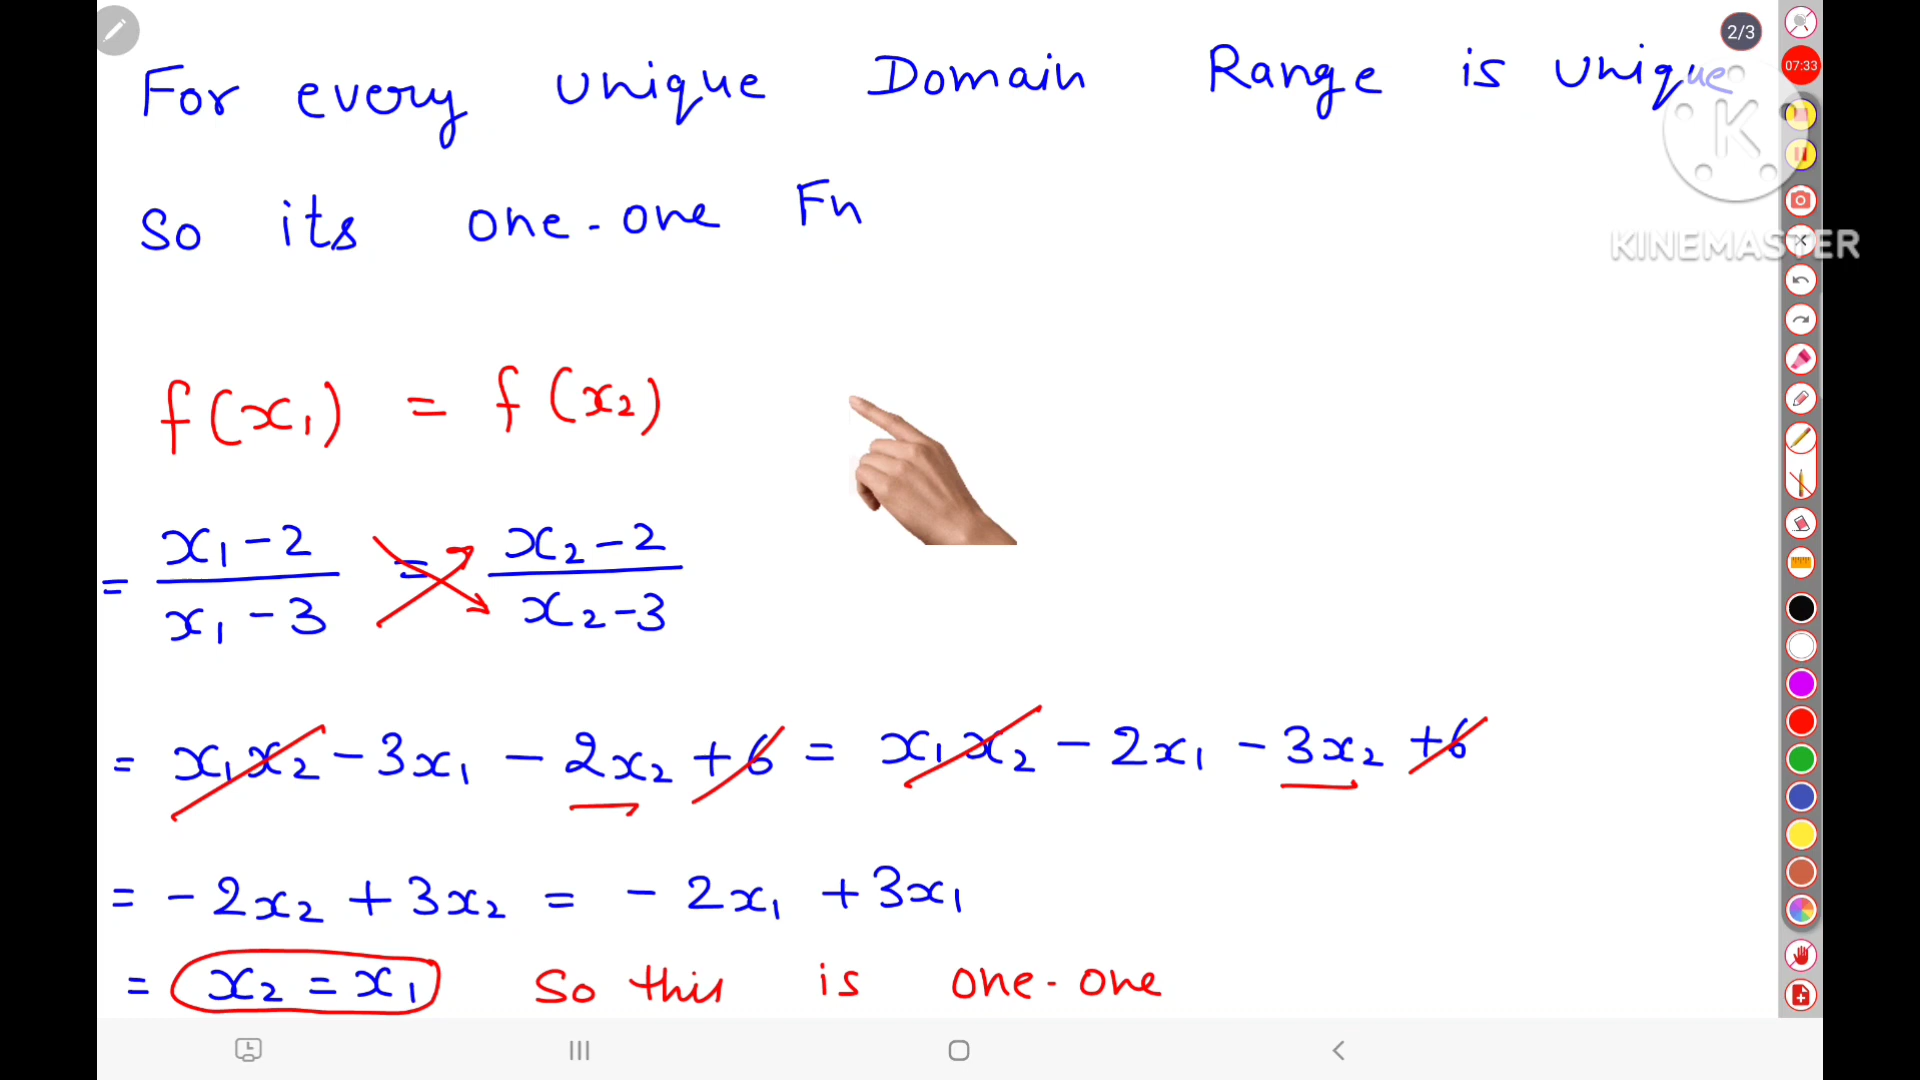 For every unique Domain Range is unique
So its one-one Fn
f(x₁) = f(x₂)
= x₁-2 / x₁-3 = x₂-2 / x₂-3
= x₁x₂ - 3x₁ - 2x₂ + 6 = x₁x₂ - 2x₁ - 3x₂ + 6
= - 2x₂ + 3x₂ = - 2x₁ + 3x₁
= x₂ = x₁ So this is one-one
2/3
07:33
K
KINEMASTER